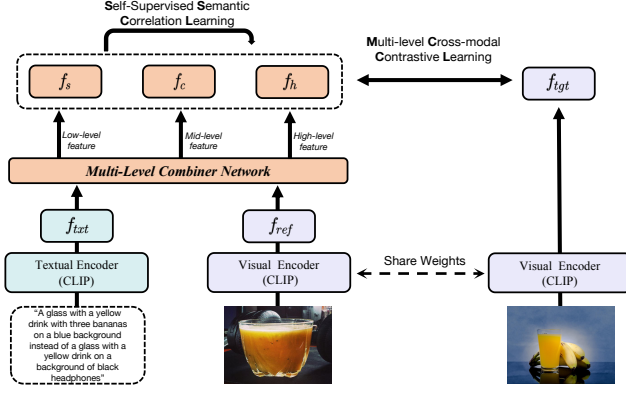 Self-Supervised Semantic
Correlation Learning
Multi-level Cross-modal
Contrastive Learning
f_s
f_c
f_h
f_tgt
Low-level
feature
Mid-level
feature
High-level
feature
Multi-Level Combiner Network
f_txt
f_ref
Textual Encoder
(CLIP)
Visual Encoder
(CLIP)
Share Weights
Visual Encoder
(CLIP)
"A glass with a yellow
drink with three bananas
on a blue background
instead of a glass with a
yellow drink on a
background of black
headphones"